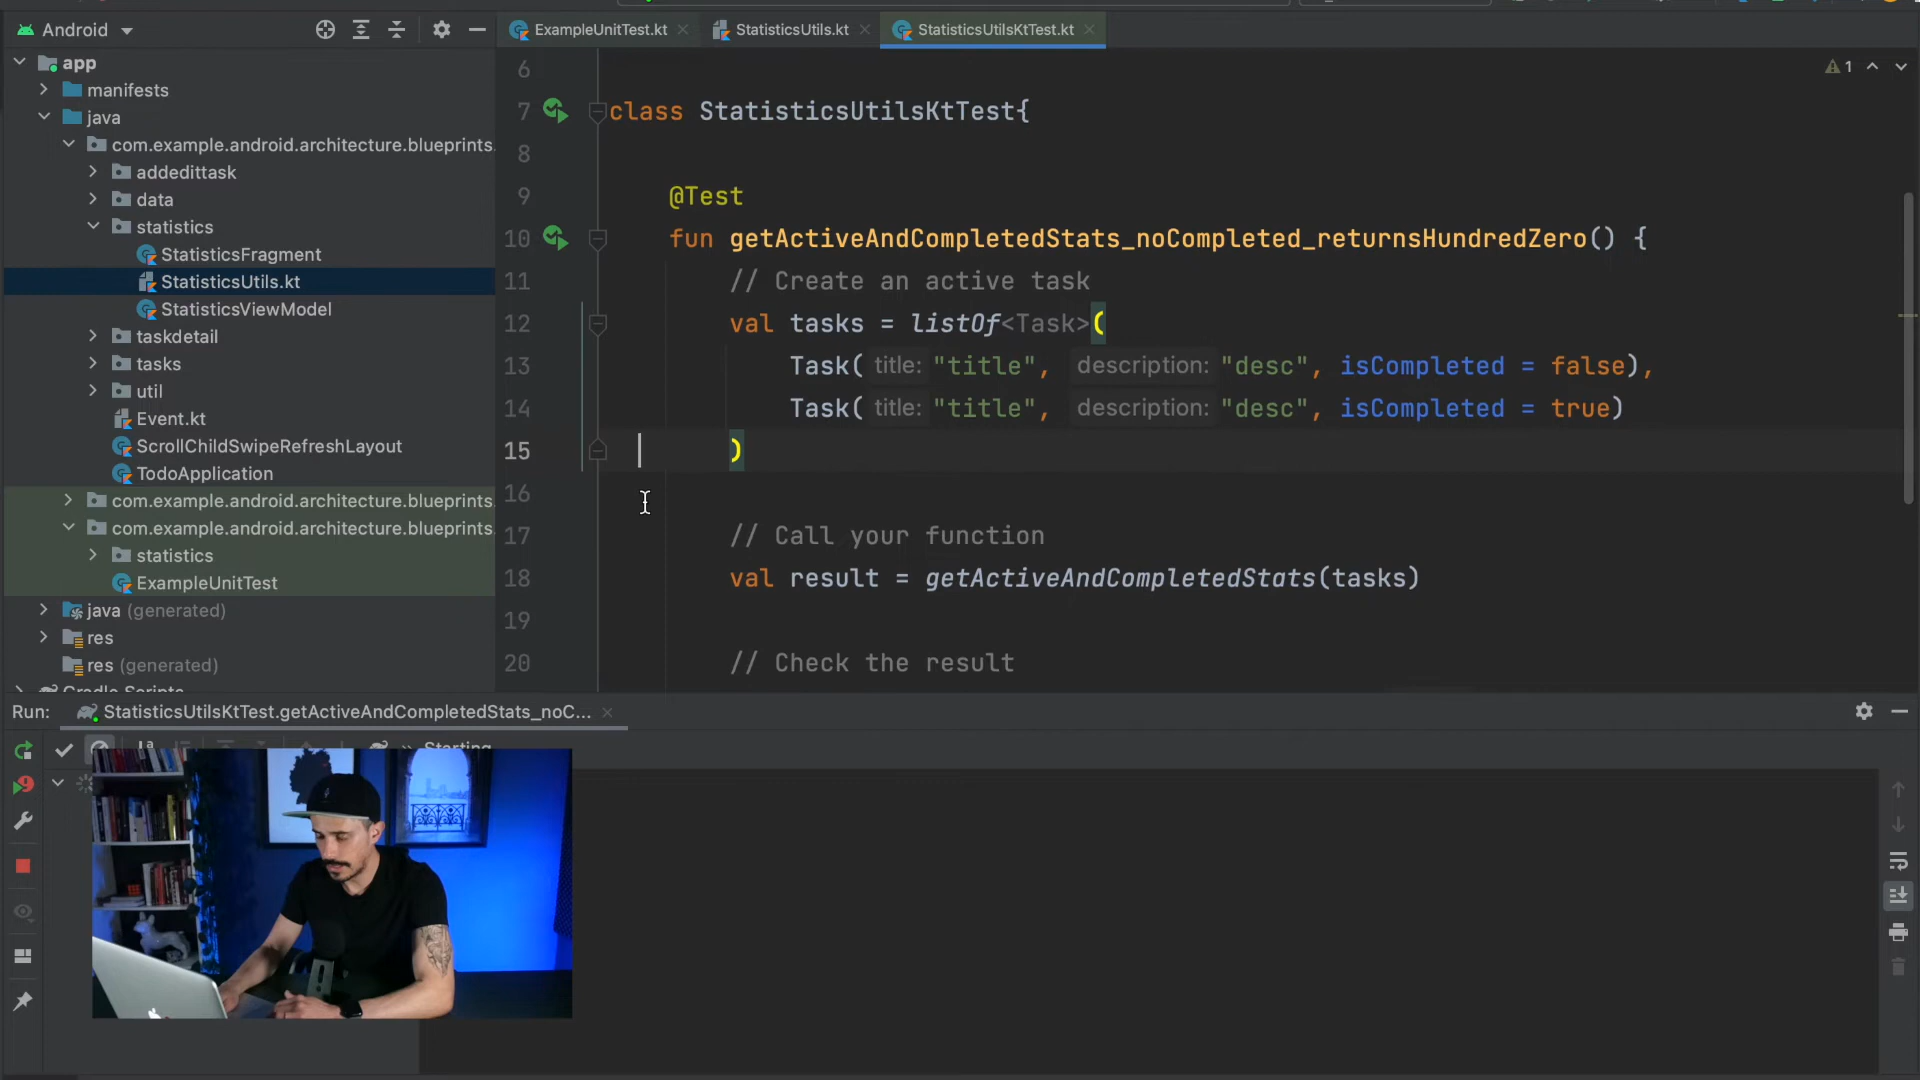 Android
ExampleUnitTest.kt
StatisticsUtils.kt
StatisticsUtilsKtTest.kt
app
manifests
java
com.example.android.architecture.blueprints.
addedittask
data
statistics
StatisticsFragment
StatisticsUtils.kt
StatisticsViewModel
taskdetail
tasks
util
Event.kt
ScrollChildSwipeRefreshLayout
TodoApplication
com.example.android.architecture.blueprints.
com.example.android.architecture.blueprints.
statistics
ExampleUnitTest
java (generated)
res
res (generated)
Gradle Scripts
1
6
7 class StatisticsUtilsKtTest{
8
9 @Test
10 fun getActiveAndCompletedStats_noCompleted_returnsHundredZero() {
11 // Create an active task
12 val tasks = listOf<Task>(
13 Task( title: "title", description: "desc", isCompleted = false),
14 Task( title: "title", description: "desc", isCompleted = true)
15 )
16
17 // Call your function
18 val result = getActiveAndCompletedStats(tasks)
19
20 // Check the result
Run: StatisticsUtilsKtTest.getActiveAndCompletedStats_noC...
» Starting